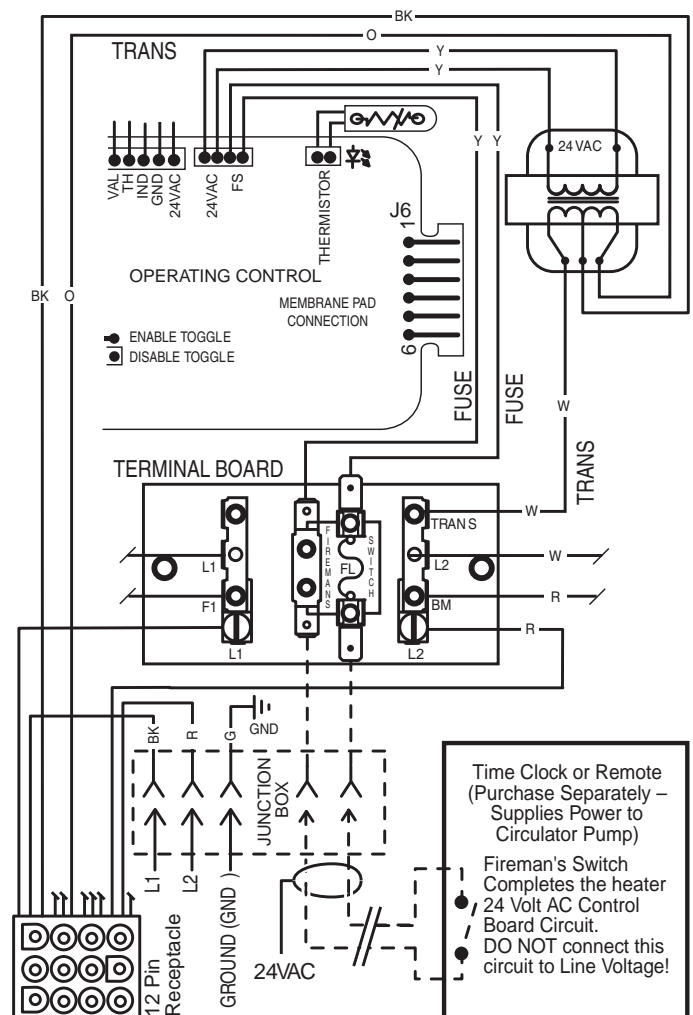 BK
O
TRANS
Y
Y
Y Y
24 VAC
VAL
TH
IND
GND
24VAC
24VAC
FS
THERMISTOR
J6
1
OPERATING CONTROL
MEMBRANE PAD
CONNECTION
BK O
ENABLE TOGGLE
DISABLE TOGGLE
6
FUSE
FUSE
W
TRANS
TERMINAL BOARD
TRANS
W
FIREMANS
SWITCH
FL
L1
L2
W
F1
BM
R
L1
L2
R
BK
R
G
GND
JUNCTION
BOX
L1
L2
GROUND (GND )
24VAC
12 Pin
Receptacle
Time Clock or Remote
(Purchase Separately –
Supplies Power to
Circulator Pump)
Fireman's Switch
Completes the heater
24 Volt AC Control
Board Circuit.
DO NOT connect this
circuit to Line Voltage!